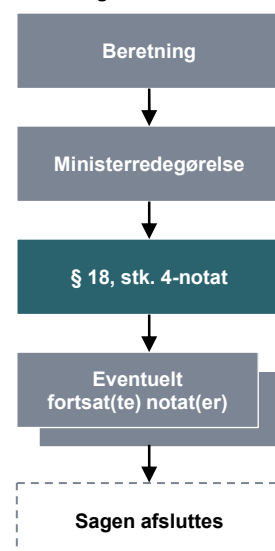 Beretning
Ministerredegørelse
§ 18, stk. 4-notat
Eventuelt
fortsat(te) notat(er)
Sagen afsluttes